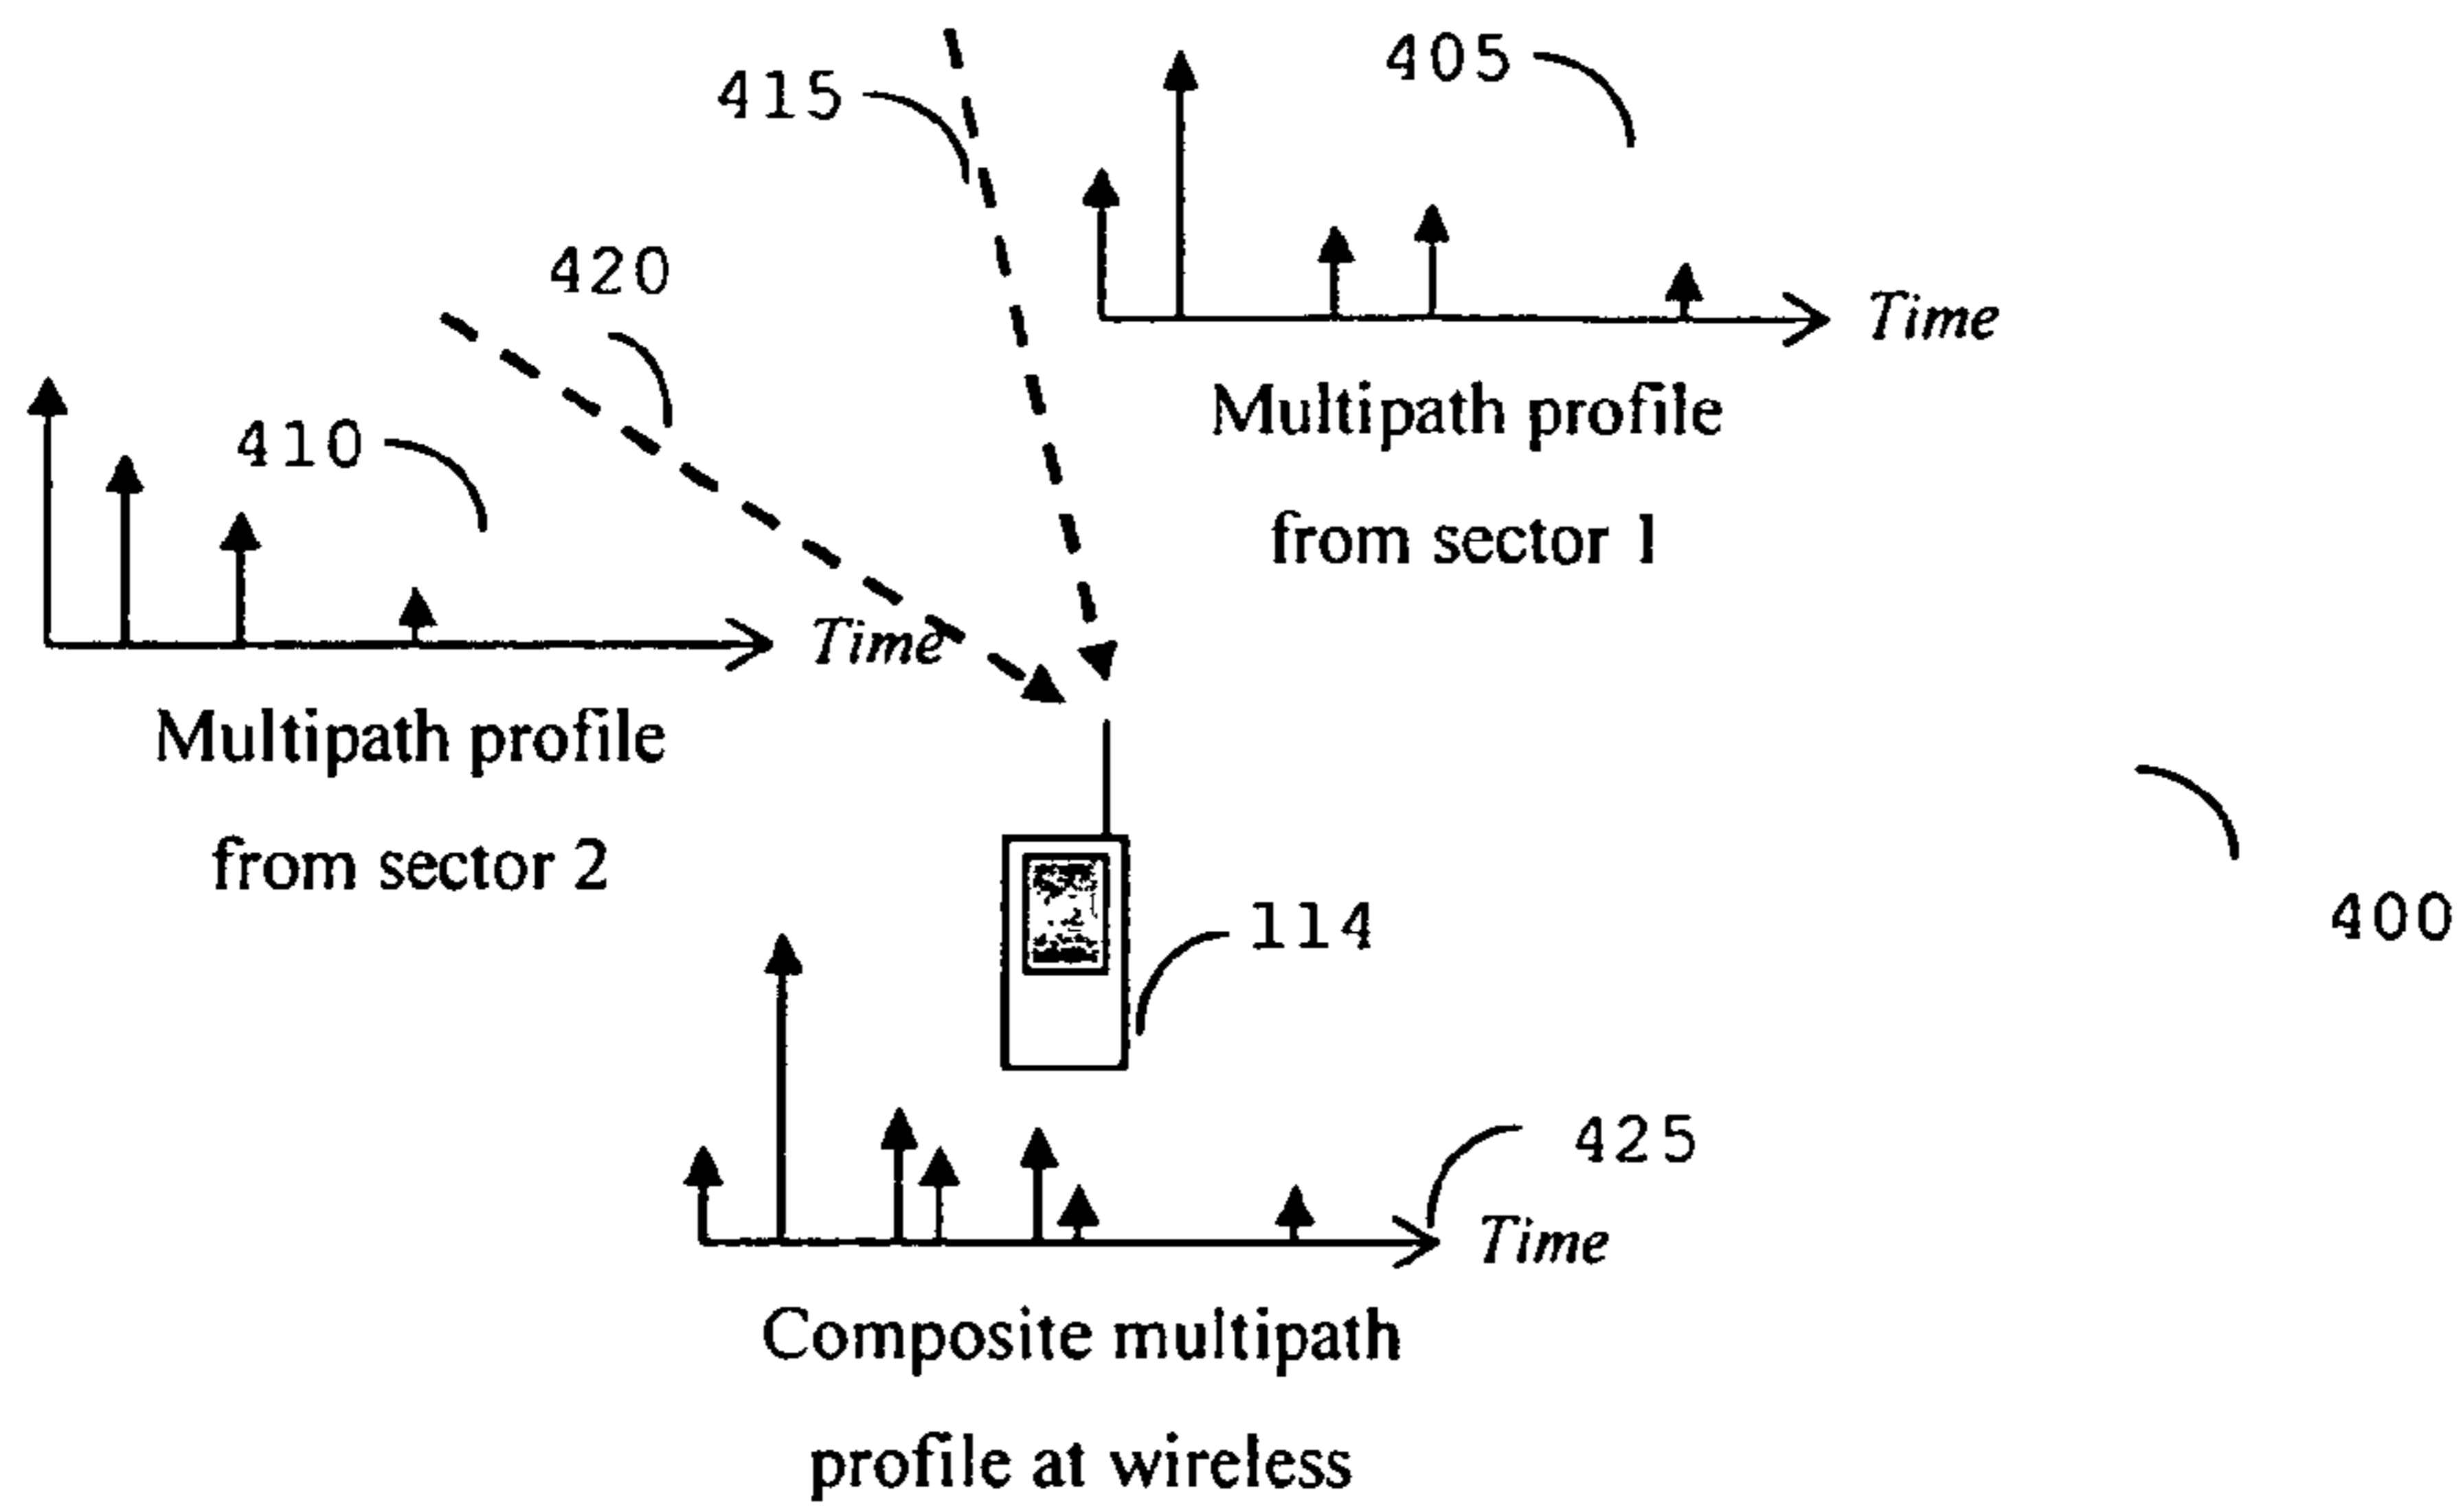 405
415
420
Time
410
Multipath profile
from sector 1
Time
Multipath profile
from sector 2
114
400
425
Time
Composite multipath
profile at wireless